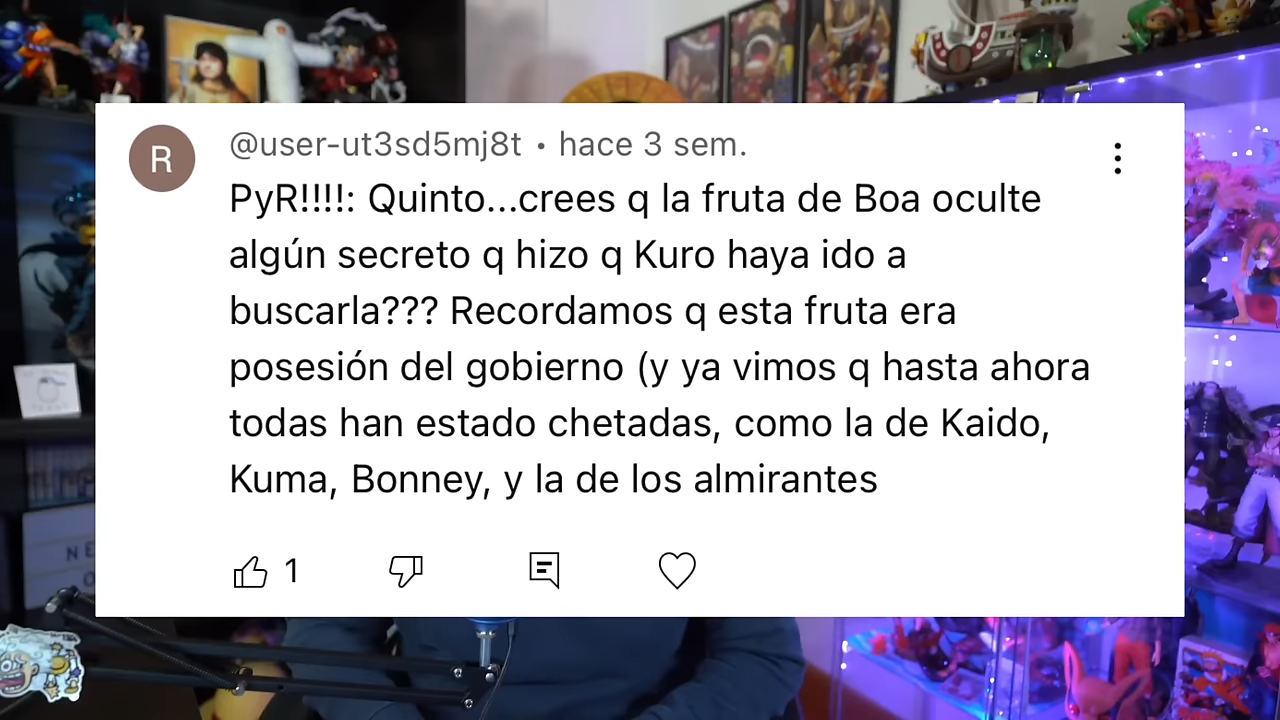 R
@user-ut3sd5mj8t • hace 3 sem.
PyR!!!!: Quinto...crees q la fruta de Boa oculte
algún secreto q hizo q Kuro haya ido a
buscarla??? Recordamos q esta fruta era
posesión del gobierno (y ya vimos q hasta ahora
todas han estado chetadas, como la de Kaido,
Kuma, Bonney, y la de los almirantes
1
N E
O